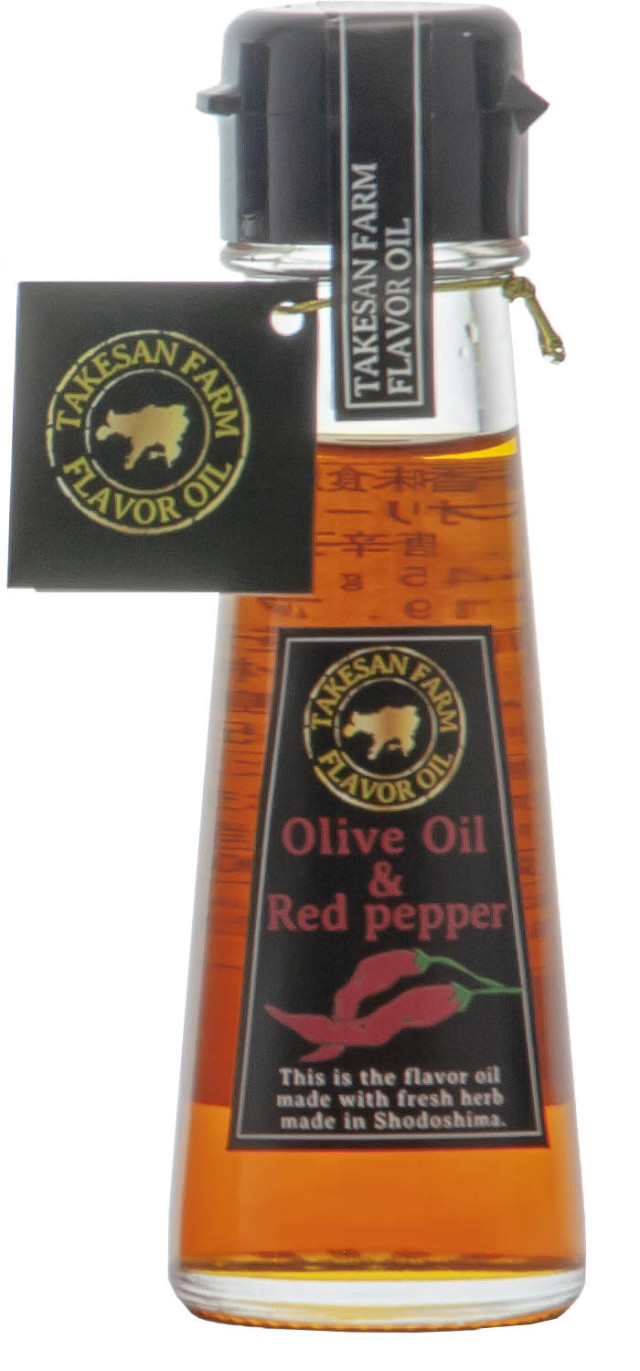 TAKESAN FARM
FLAVOR OIL
TAKESAN FARM
FLAVOR OIL
TAKESAN FARM
FLAVOR OIL
Olive Oil
&
Red pepper
This is the flavor oil
made with fresh herb
made in Shodoshima.